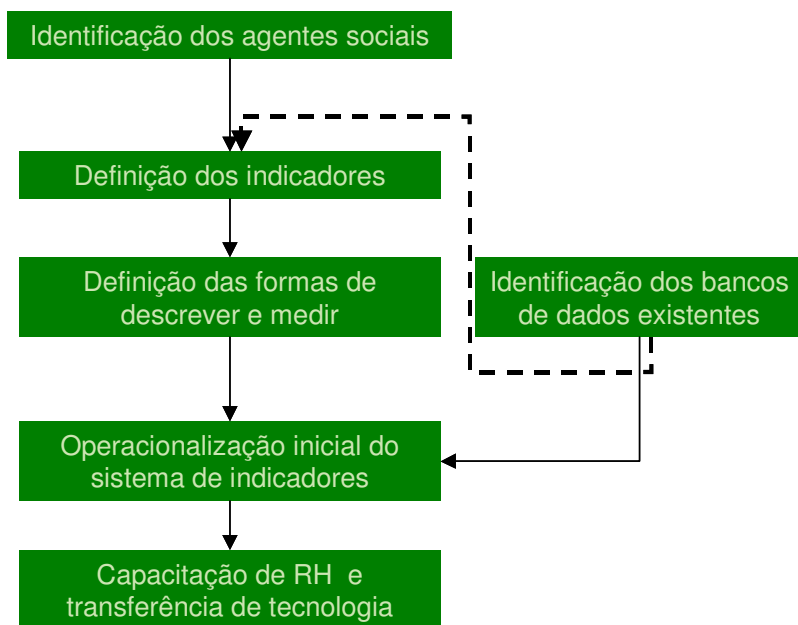 Identificação dos agentes sociais
Definição dos indicadores
Definição das formas de
descrever e medir
Identificação dos bancos
de dados existentes
Operacionalização inicial do
sistema de indicadores
Capacitação de RH e
transferência de tecnologia